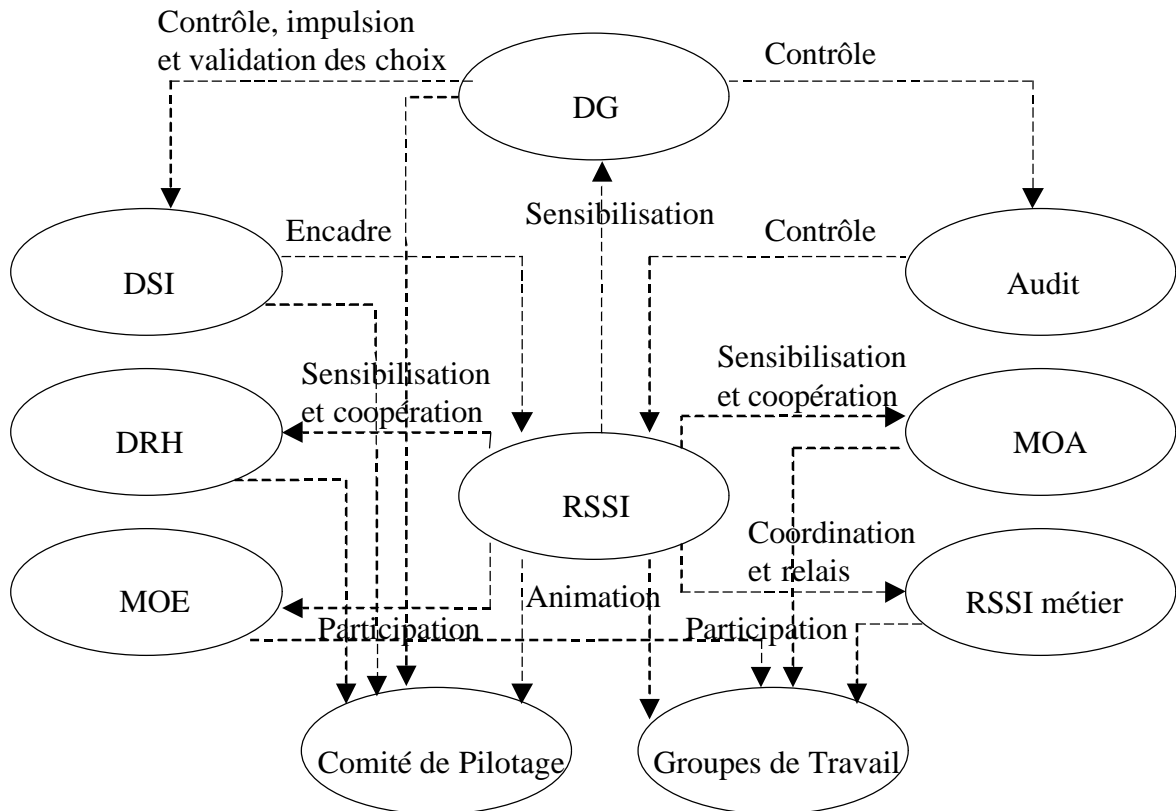 Contrôle, impulsion
et validation des choix
Contrôle
DG
Sensibilisation
Encadre
Contrôle
DSI
Audit
Sensibilisation
et coopération
Sensibilisation
et coopération
DRH
MOA
RSSI
Coordination
et relais
MOE
Animation
RSSI métier
Participation
Participation
Comité de Pilotage
Groupes de Travail